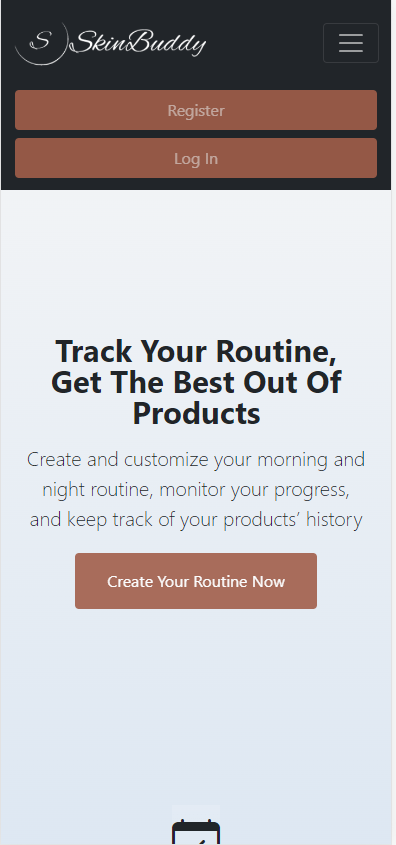 S SkinBuddy
Register
Log In
Track Your Routine,
Get The Best Out Of
Products
Create and customize your morning and
night routine, monitor your progress,
and keep track of your products’ history
Create Your Routine Now